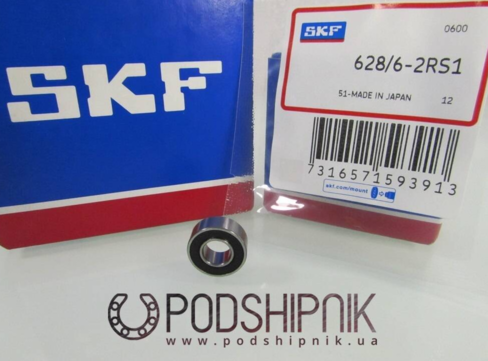 SKF
SKF
0600
628/6-2RS1
51-MADE IN JAPAN 12
7316571593913
skf.com/mount
PODSHIPNIK
www.podshipnik.ua